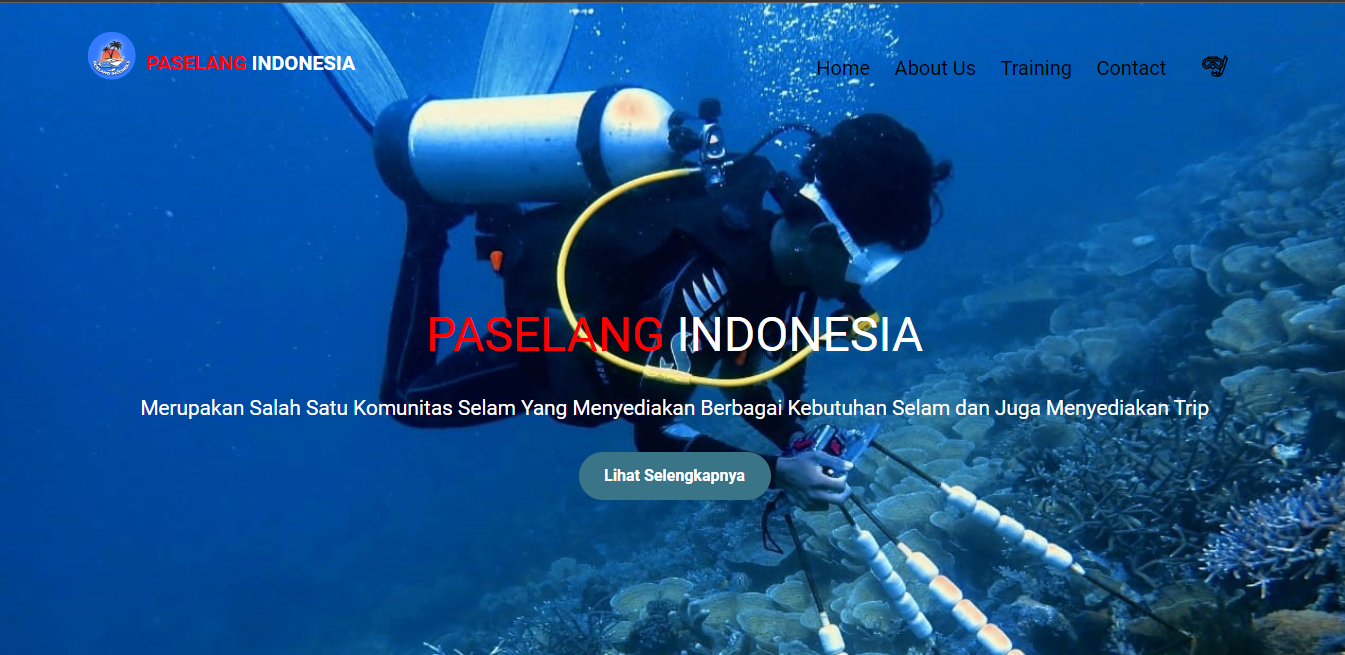 PASELANG INDONESIA
Home About Us Training Contact
PASELANG INDONESIA
Merupakan Salah Satu Komunitas Selam Yang Menyediakan Berbagai Kebutuhan Selam dan Juga Menyediakan Trip
Lihat Selengkapnya